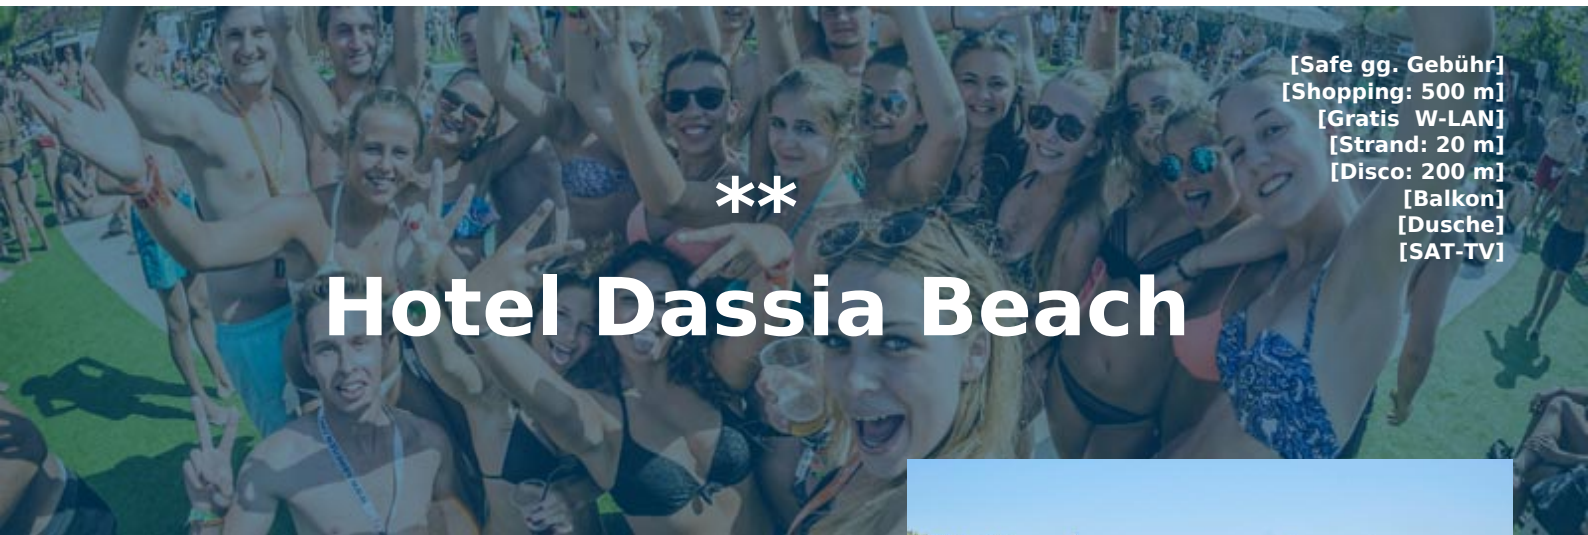 [Safe gg. Gebühr]
[Shopping: 500 m]
[Gratis  W-LAN]
[Strand: 20 m]
[Disco: 200 m]
[Balkon]
[Dusche]
[SAT-TV]
**
Hotel Dassia Beach